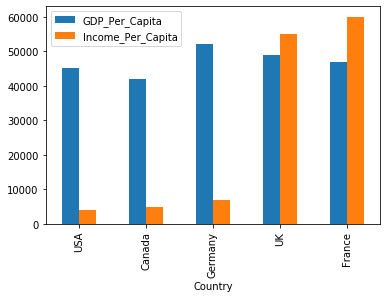 GDP_Per_Capita
Income_Per_Capita
60000
50000
40000
30000
20000
10000
0
USA
Canada
Germany
UK
France
Country